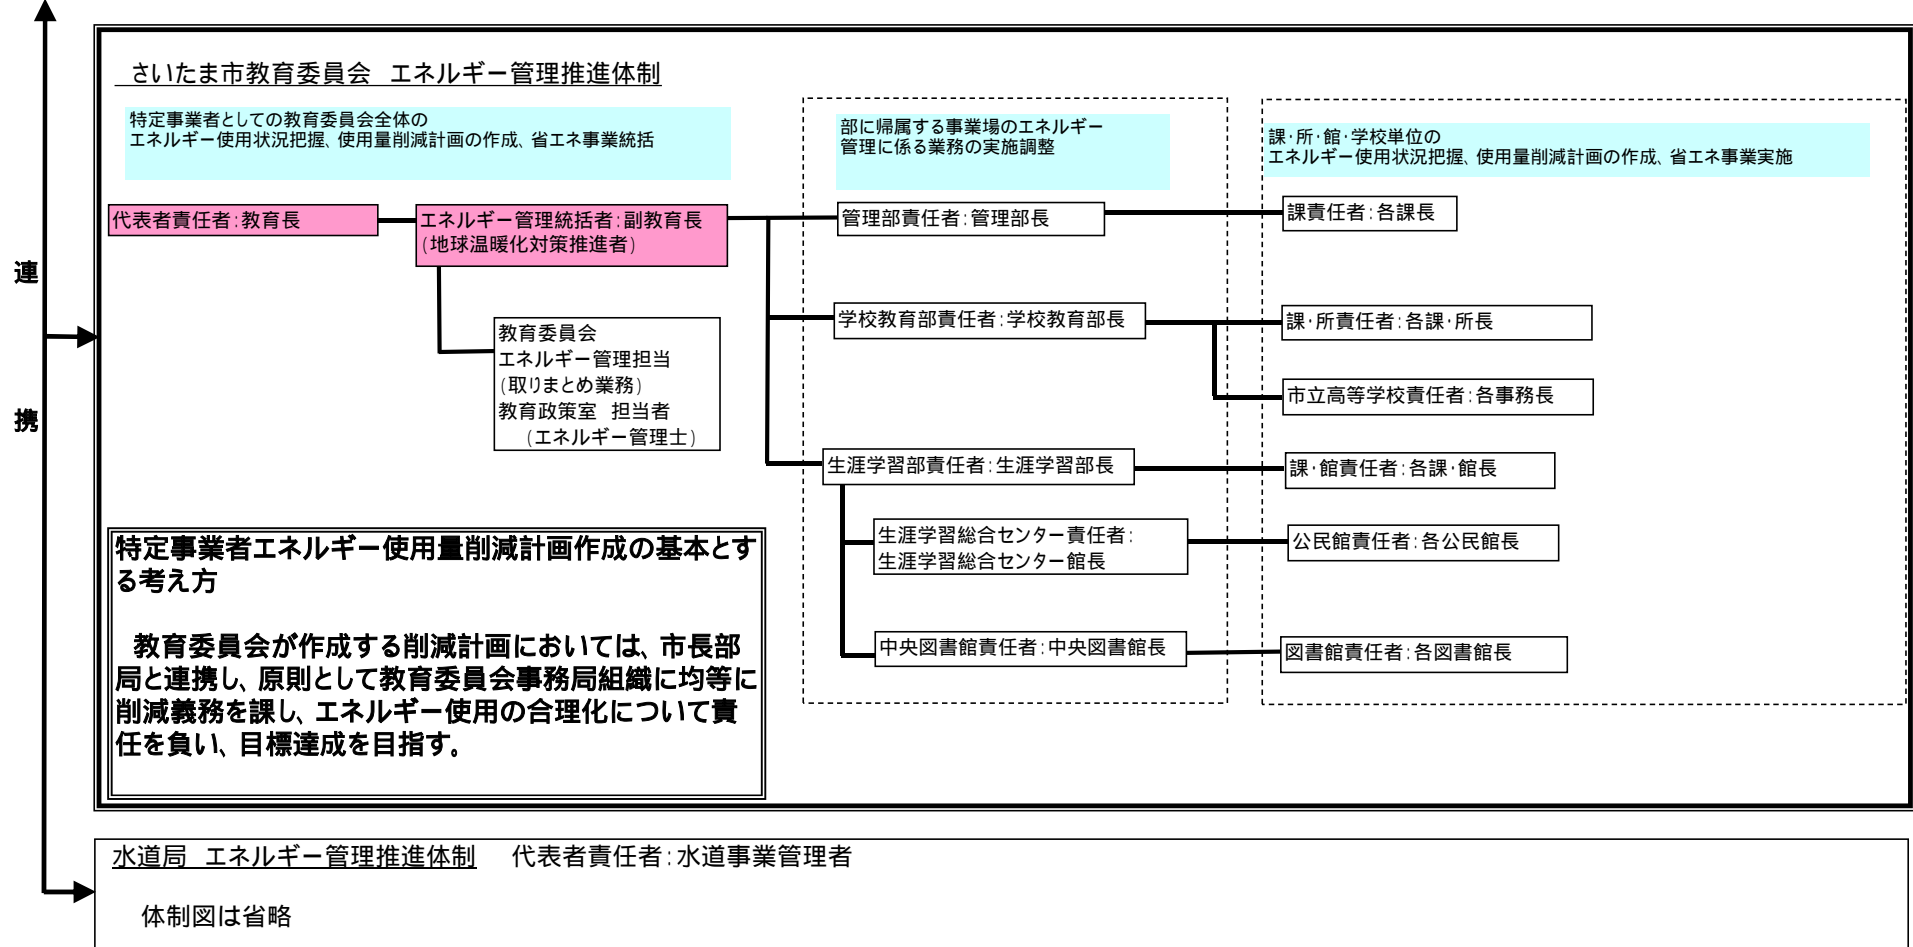 さいたま市教育委員会　エネルギー管理推進体制
特定事業者としての教育委員会全体の
エネルギー使用状況把握、使用量削減計画の作成、省エネ事業統括
部に帰属する事業場のエネルギー
管理に係る業務の実施調整
課・所・館・学校単位の
エネルギー使用状況把握、使用量削減計画の作成、省エネ事業実施
代表者責任者：教育長
エネルギー管理統括者：副教育長
（地球温暖化対策推進者）
管理部責任者：管理部長
課責任者：各課長
連
携
教育委員会
エネルギー管理担当
（取りまとめ業務）
教育政策室　担当者
（エネルギー管理士）
学校教育部責任者：学校教育部長
課・所責任者：各課・所長
市立高等学校責任者：各事務長
生涯学習部責任者：生涯学習部長
課・館責任者：各課・館長
生涯学習総合センター責任者：
生涯学習総合センター館長
公民館責任者：各公民館長
中央図書館責任者：中央図書館長
図書館責任者：各図書館長
特定事業者エネルギー使用量削減計画作成の基本とす
る考え方
教育委員会が作成する削減計画においては、市長部
局と連携し、原則として教育委員会事務局組織に均等に
削減義務を課し、エネルギー使用の合理化について責
任を負い、目標達成を目指す。
水道局　エネルギー管理推進体制　代表者責任者：水道事業管理者
体制図は省略